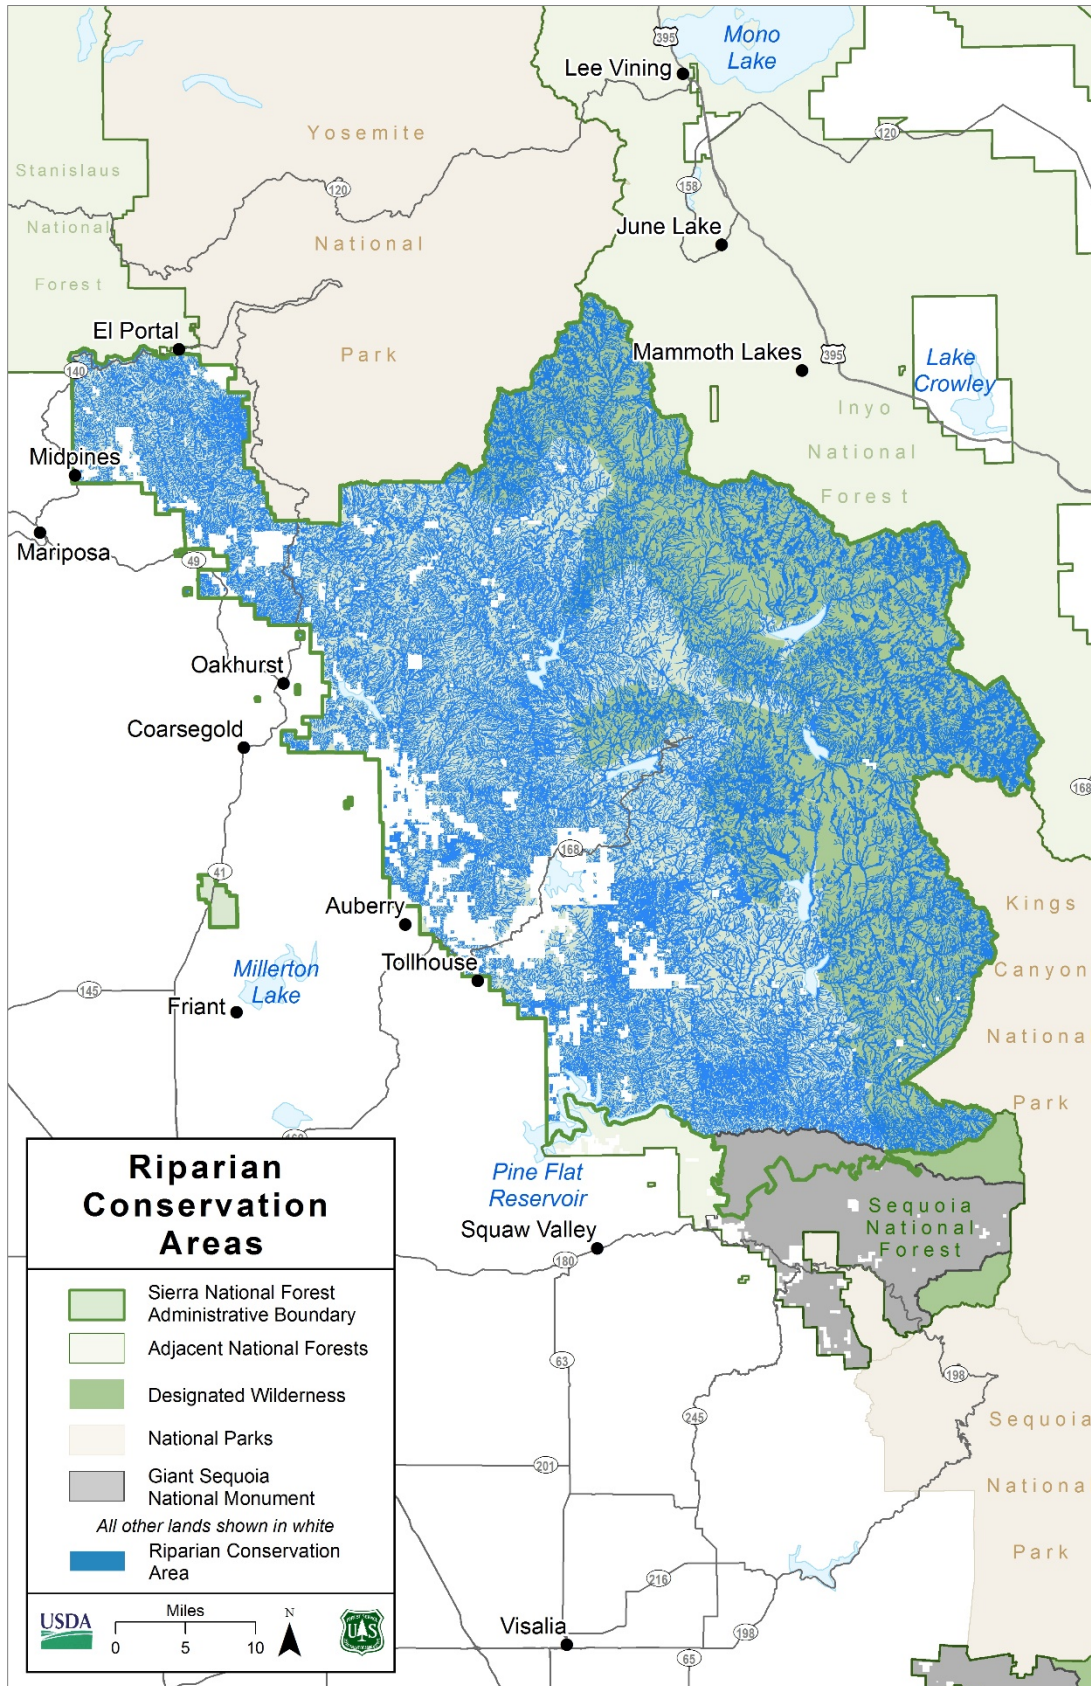 Mono
Lake
395
Lee Vining
120
Yosemite
Stanislaus
120
158
National
June Lake
National
Forest
El Portal
Park
Mammoth Lakes
395
140
Lake
Crowley
Inyo
National
Midpines
Forest
Mariposa
49
Oakhurst
Coarsegold
168
168
41
Auberry
Kings
Tollhouse
Canyon
Millerton
Lake
145
Friant
Nationa
Park
Pine Flat
Reservoir
Sequoia
National
Forest
Squaw Valley
180
63
198
245
Sequoia
201
Nationa
Park
216
Visalia
198
65
Riparian
Conservation
Areas
Sierra National Forest
Administrative Boundary
Adjacent National Forests
Designated Wilderness
National Parks
Giant Sequoia
National Monument
All other lands shown in white
Riparian Conservation
Area
USDA
Miles
0 5 10
N
U S